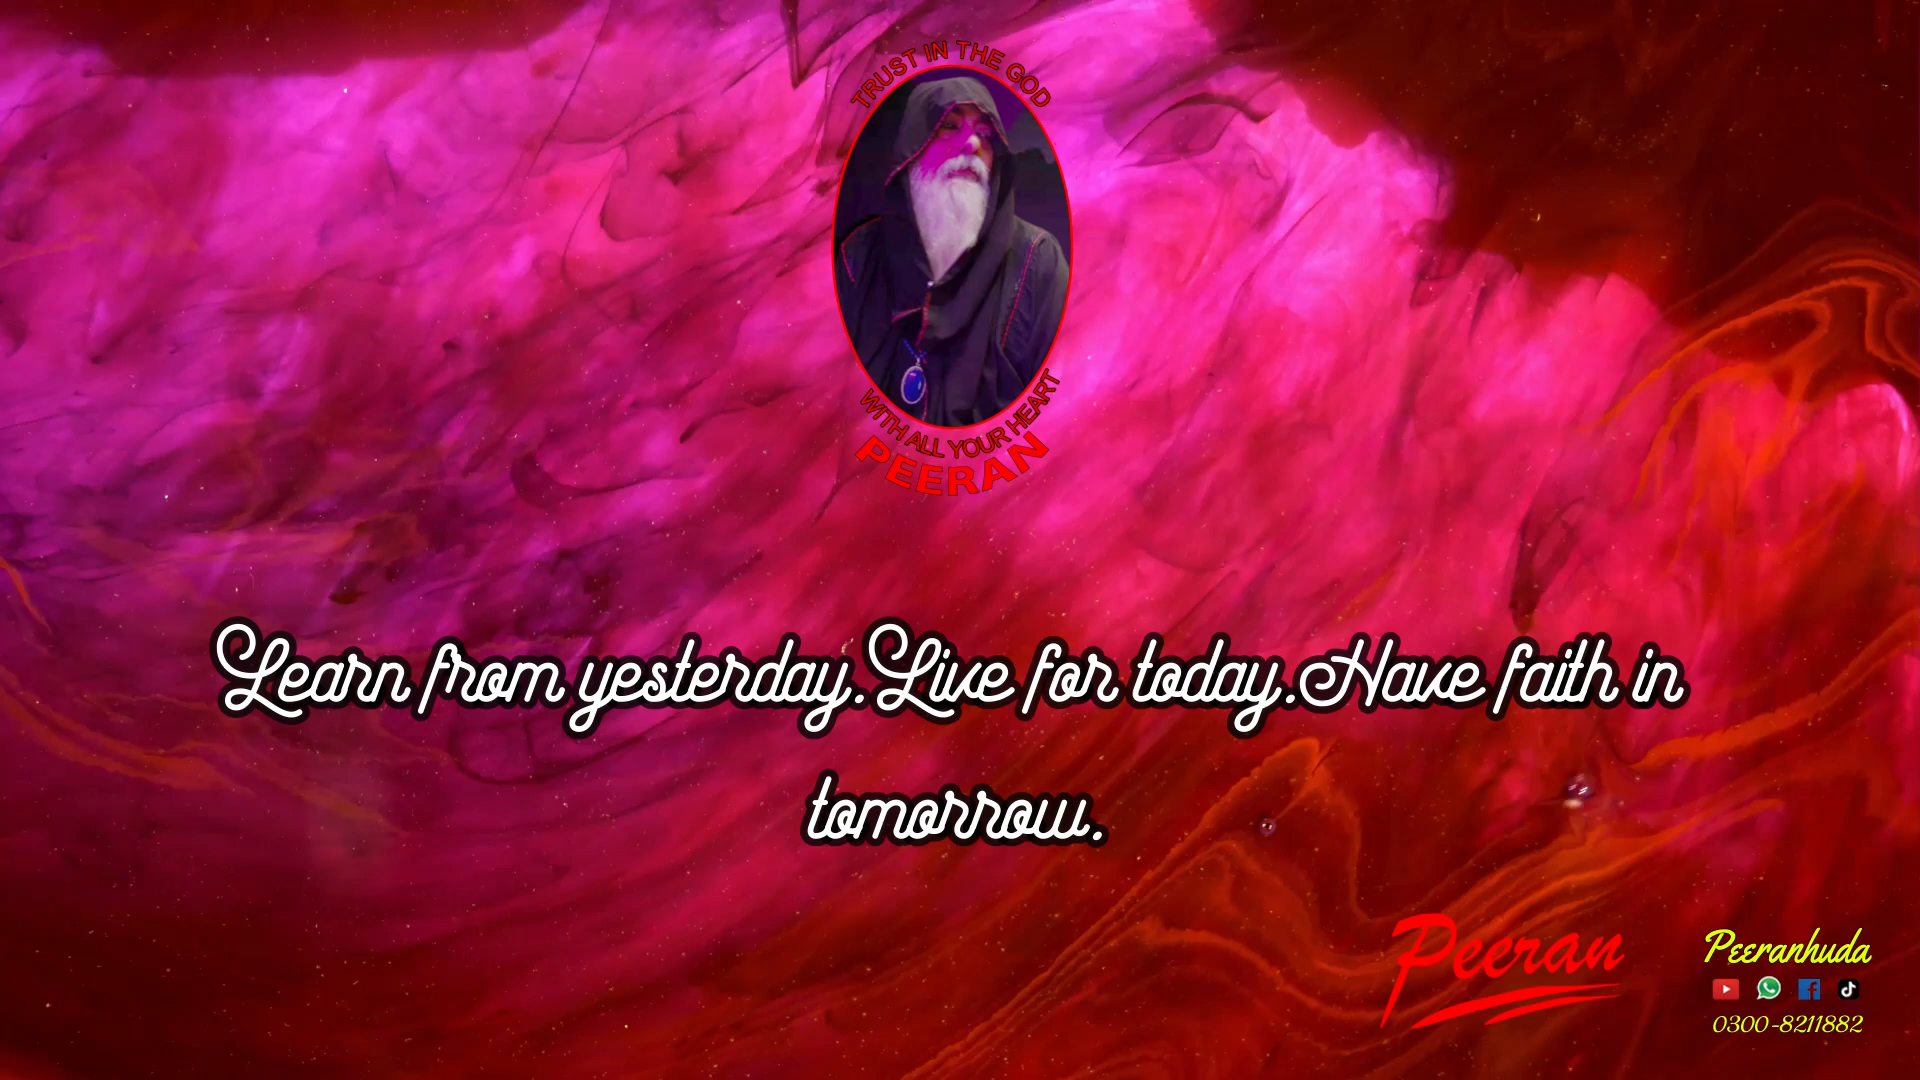 TRUST IN THE GOD
WITH ALL YOUR HEART
PEERAN
Learn from yesterday.Live for today.Have faith in
tomorrow.
Peeran
Peeranhuda
0300-8211882